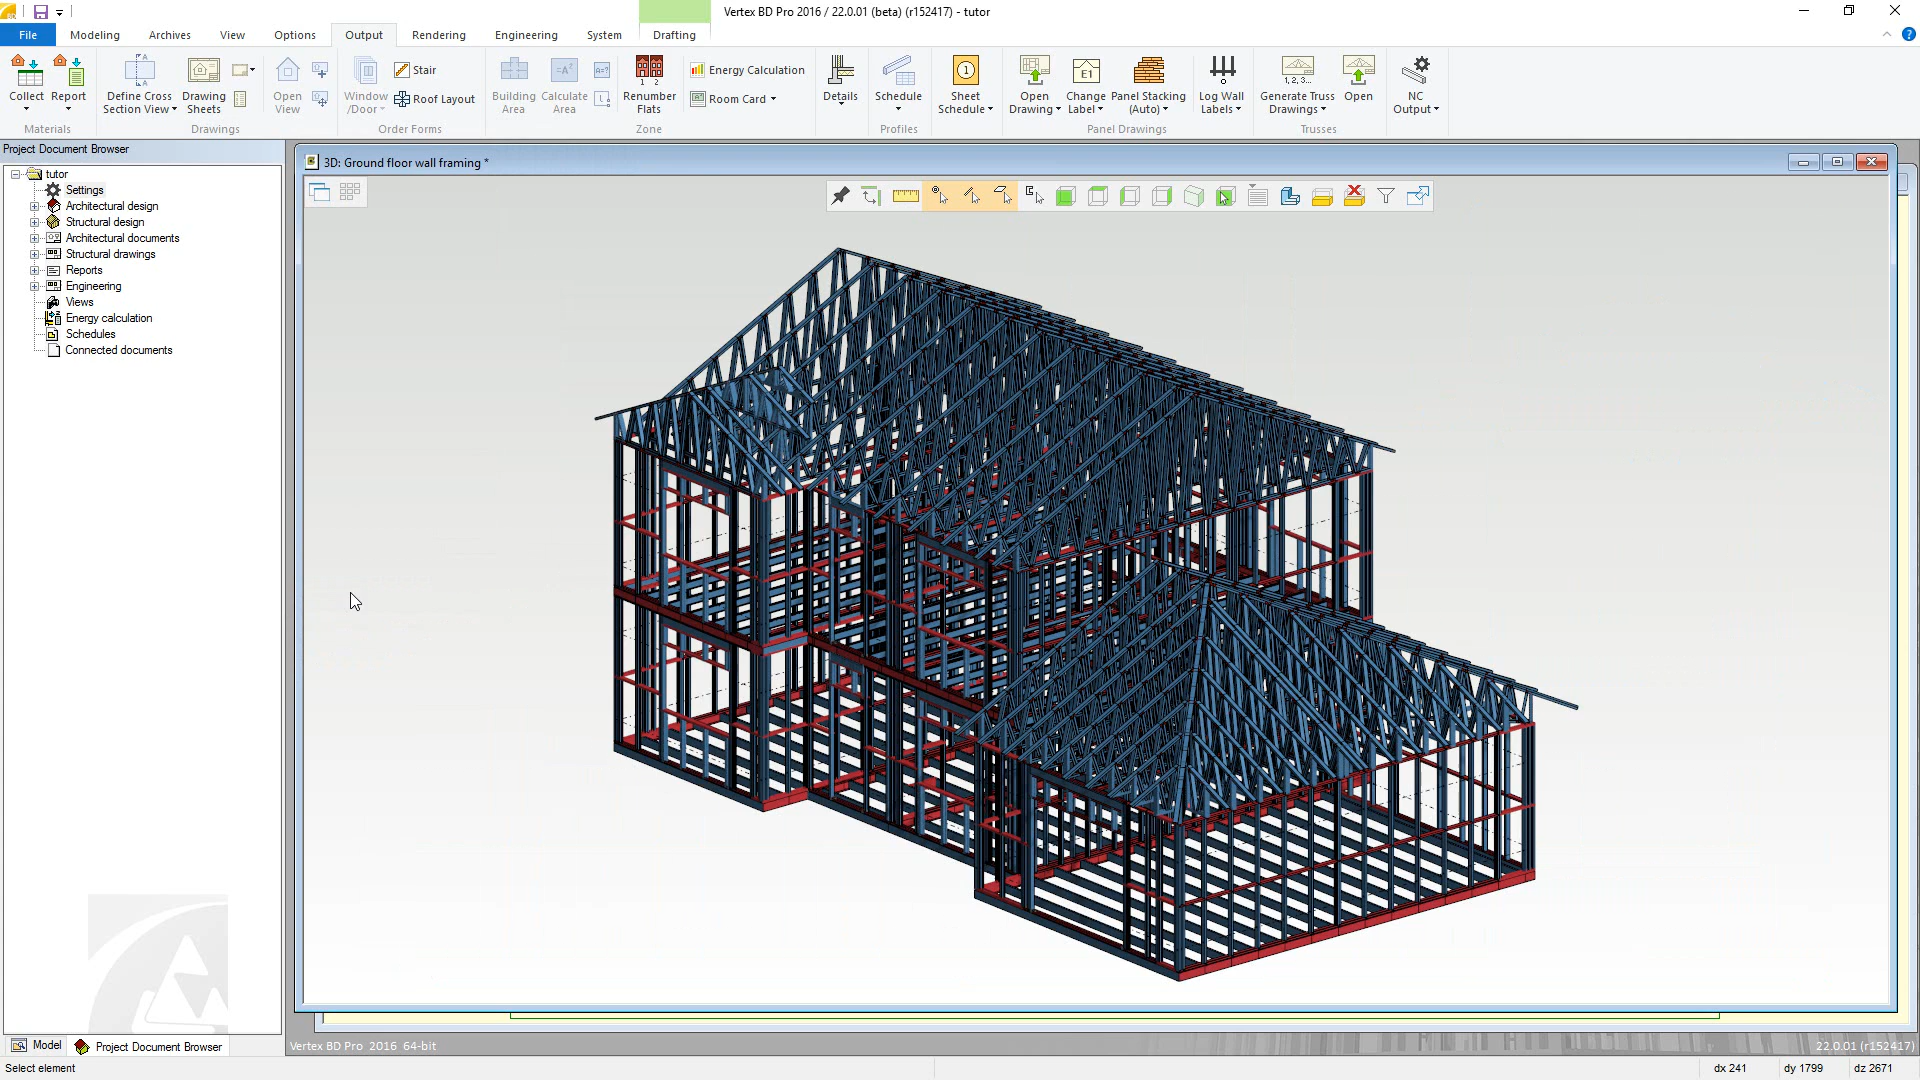 Vertex BD Pro 2016 / 22.0.01 (beta) (r152417) - tutor
File Modeling Archives View Options Output Rendering Engineering System Drafting
Collect
Report
Materials
Define Cross
Section View
Drawing
Sheets
Drawings
Open
View
Window
/Door
Stair
Roof Layout
Order Forms
Building
Area
Calculate
Area
Renumber
Flats
Energy Calculation
Room Card
Zone
Details
Schedule
Profiles
Sheet
Schedule
Open
Drawing
Change
Label
Panel Stacking
(Auto)
Log Wall
Labels
Panel Drawings
Generate Truss
Drawings
Open
Trusses
NC
Output
Project Document Browser
tutor
Settings
Architectural design
Structural design
Architectural documents
Structural drawings
Reports
Engineering
Views
Energy calculation
Schedules
Connected documents
3D: Ground floor wall framing *
Model Project Document Browser
Vertex BD Pro 2016 64-bit
22.0.01 (r152417)
Select element
dx 241 dy 1799 dz 2671